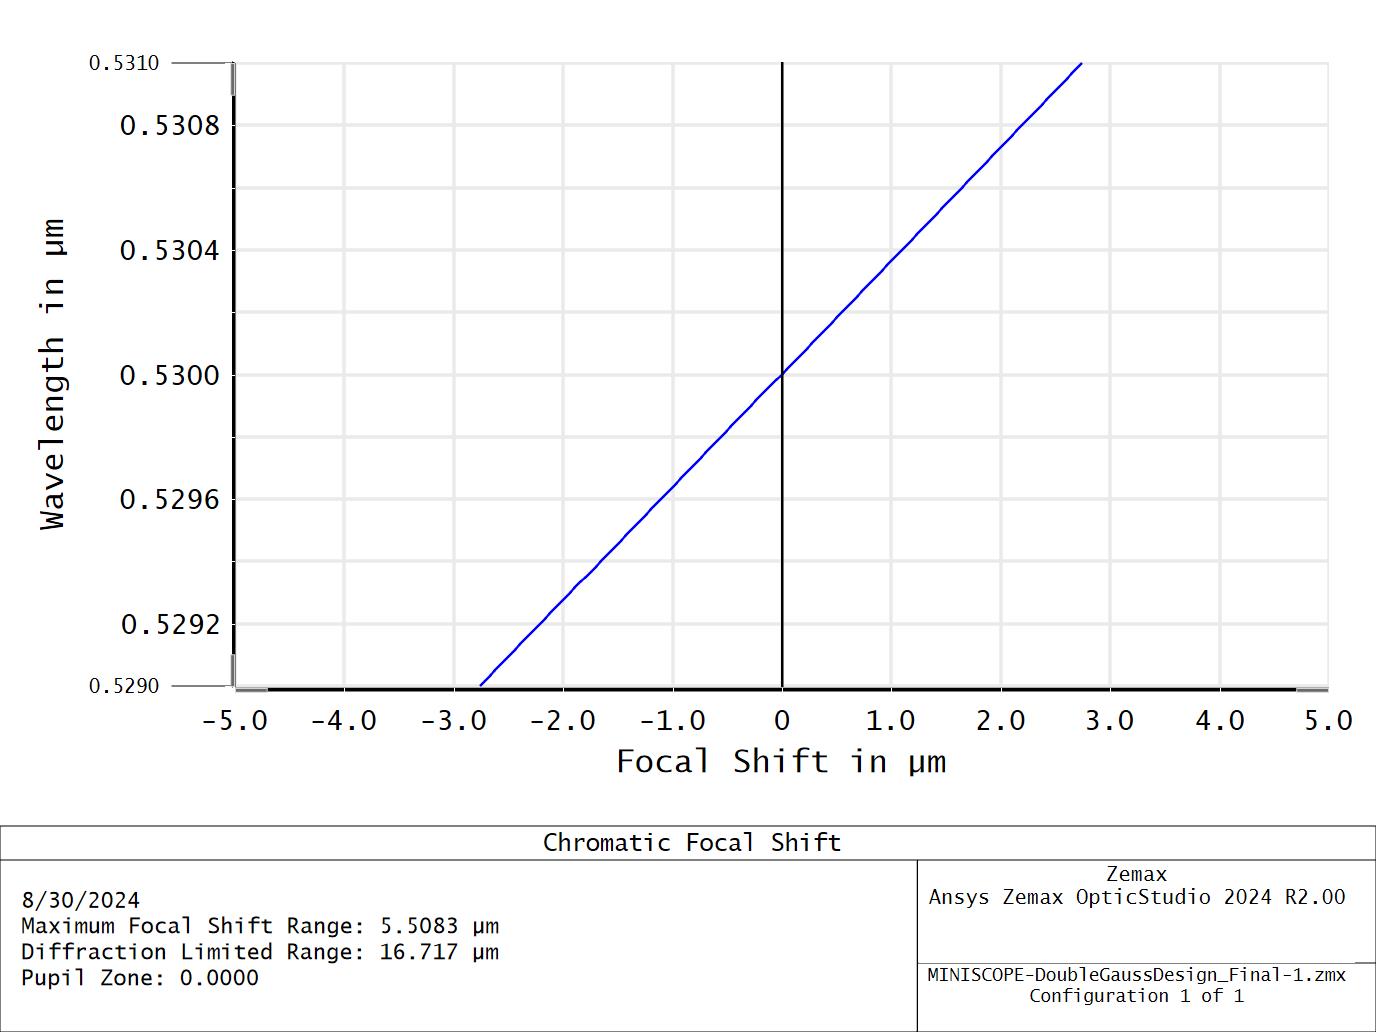 0.5310
0.5308
0.5304
0.5300
0.5296
0.5292
0.5290
Wavelength in µm
-5.0 -4.0 -3.0 -2.0 -1.0 0 1.0 2.0 3.0 4.0 5.0
Focal Shift in µm
Chromatic Focal Shift
8/30/2024
Maximum Focal Shift Range: 5.5083 µm
Diffraction Limited Range: 16.717 µm
Pupil Zone: 0.0000
Zemax
Ansys Zemax OpticStudio 2024 R2.00
MINISCOPE-DoubleGaussDesign_Final-1.zmx
Configuration 1 of 1